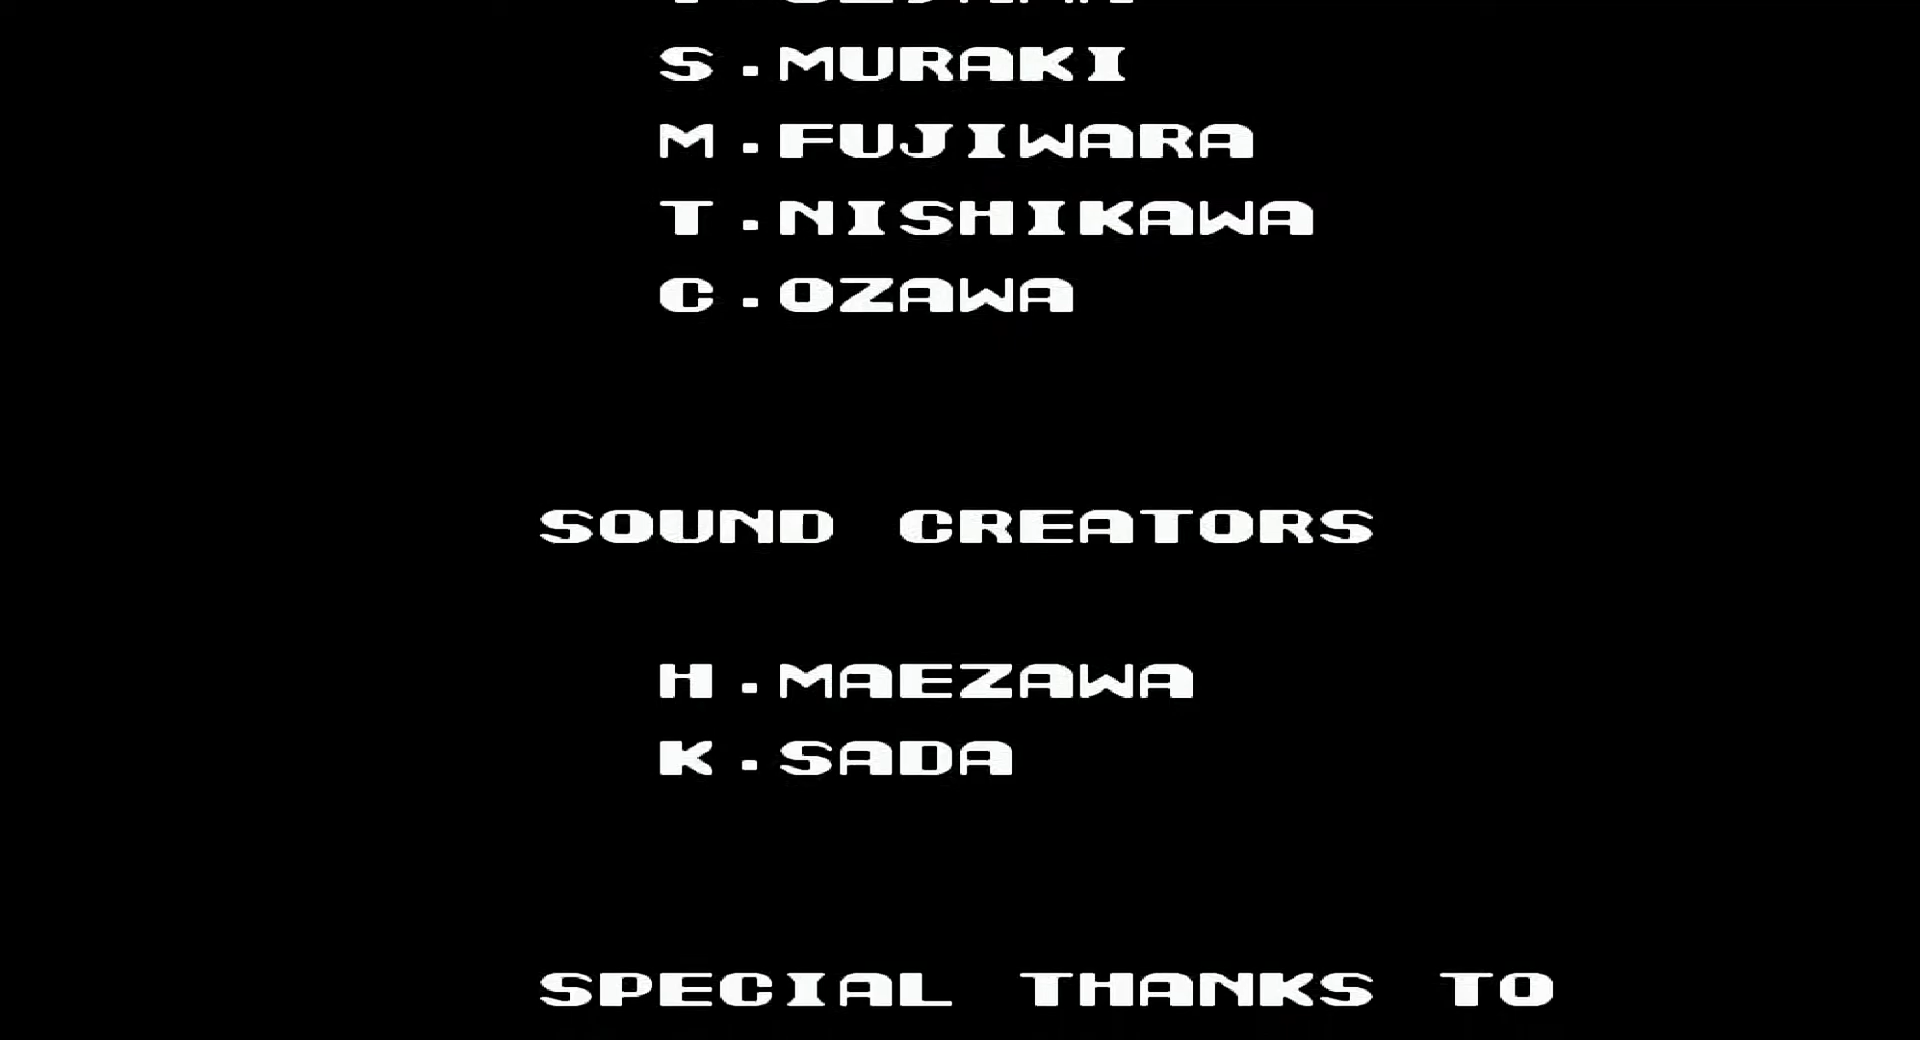 S.MURAKI
M.FUJIWARA
T.NISHIKAWA
C.OZAWA
SOUND CREATORS
H.MAEZAWA
K.SADA
SPECIAL THANKS TO